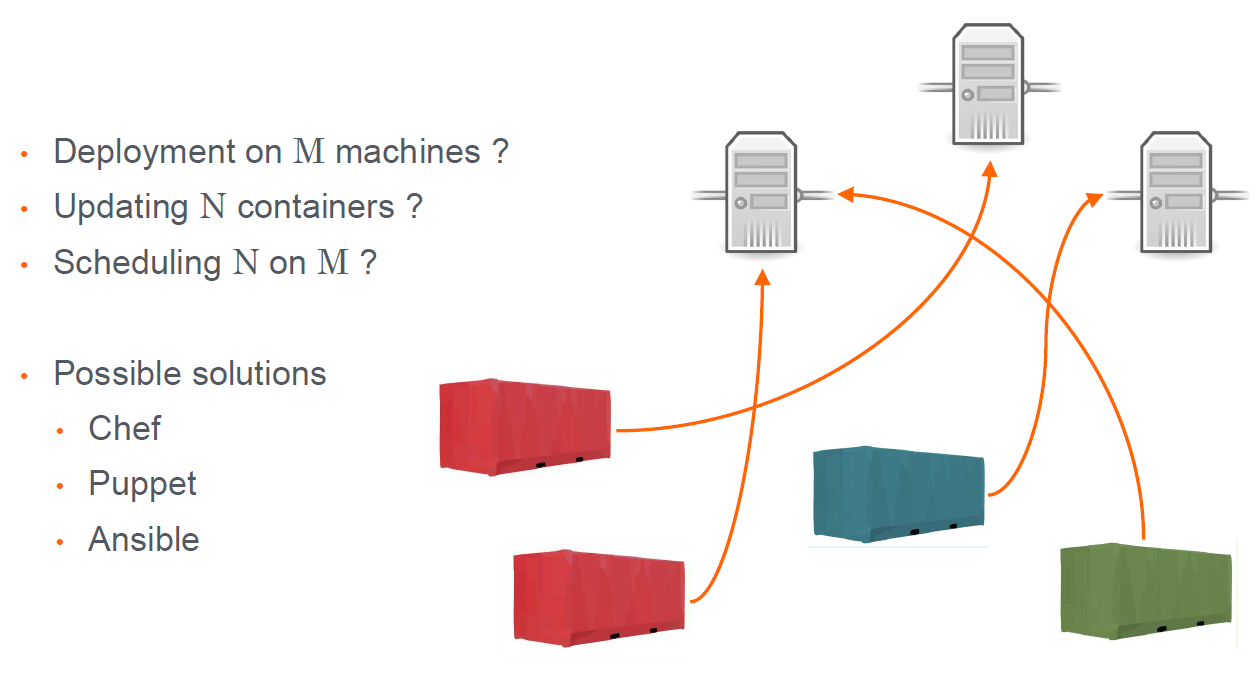 Deployment on M machines ?
Updating N containers ?
Scheduling N on M ?
Possible solutions
Chef
Puppet
Ansible